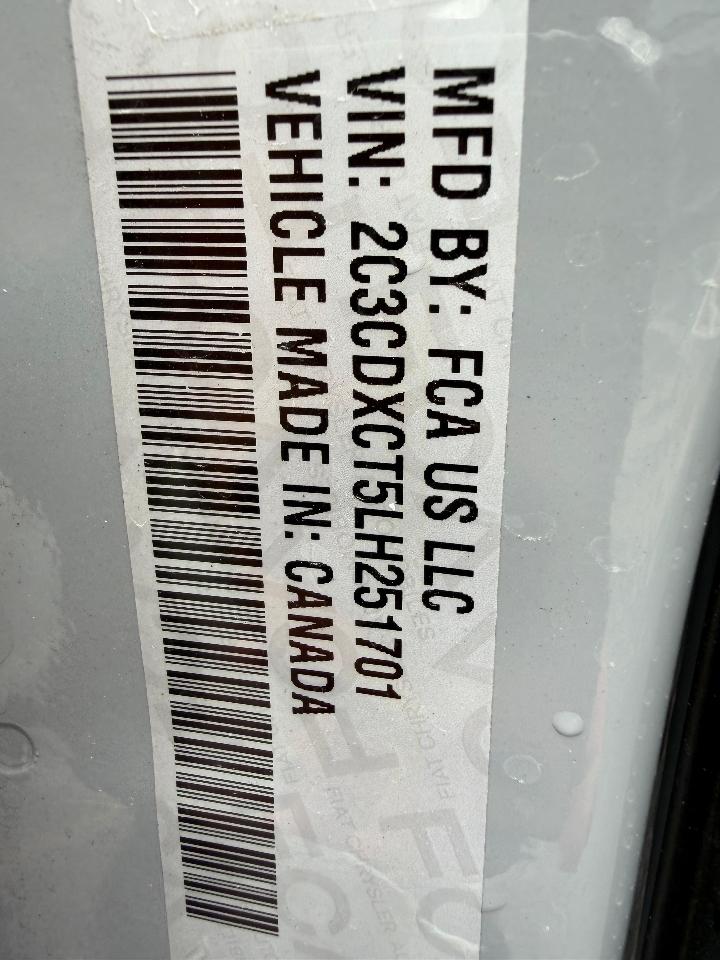 MFD BY: FCA US LLC
VIN: 2C3CDXCT5LH251701
VEHICLE MADE IN: CANADA